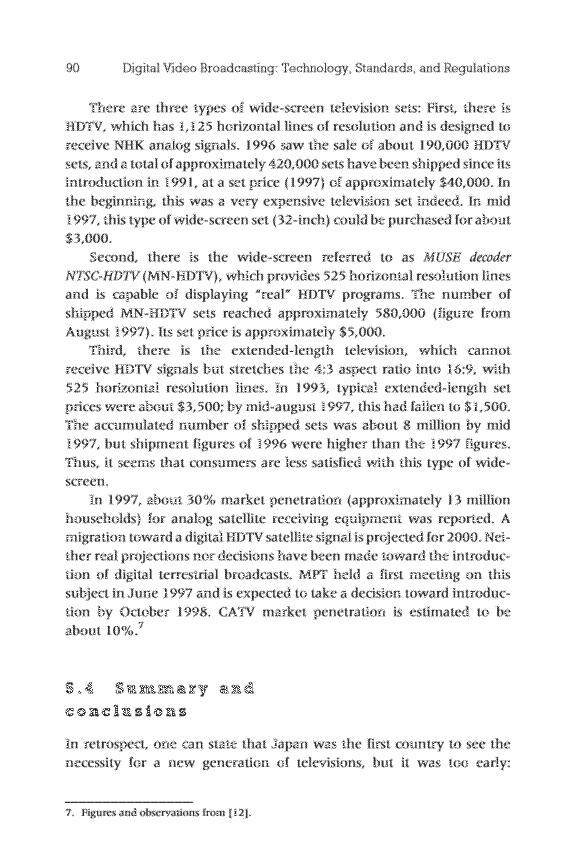 90 Digital Video Broadcasting: Technology, Standards, and Regulations
There are three types of wide-screen television sets: First, there is
HDTV, which has 1,125 horizontal lines of resolution and is designed to
receive NHK analog signals. 1996 saw the sale of about 190,000 HDTV
sets, and a total of approximately 420,000 sets have been shipped since its
introduction in 1991, at a set price (1997) of approximately $40,000. In
the beginning, this was a very expensive television set indeed. In mid
1997, this type of wide-screen set (32-inch) could be purchased for about
$3,000.
Second, there is the wide-screen referred to as MUSE decoder
NTSC-HDTV (MN-HDTV), which provides 525 horizontal resolution lines
and is capable of displaying "real" HDTV programs. The number of
shipped MN-HDTV sets reached approximately 580,000 (figure from
August 1997). Its set price is approximately $5,000.
Third, there is the extended-length television, which cannot
receive HDTV signals but stretches the 4:3 aspect ratio into 16:9, with
525 horizontal resolution lines. In 1993, typical extended-length set
prices were about $3,500; by mid-august 1997, this had fallen to $1,500.
The accumulated number of shipped sets was about 8 million by mid
1997, but shipment figures of 1996 were higher than the 1997 figures.
Thus, it seems that consumers are less satisfied with this type of wide-
screen.
In 1997, about 30% market penetration (approximately 13 million
households) for analog satellite receiving equipment was reported. A
migration toward a digital HDTV satellite signal is projected for 2000. Nei-
ther real projections nor decisions have been made toward the introduc-
tion of digital terrestrial broadcasts. MPT held a first meeting on this
subject in June 1997 and is expected to take a decision toward introduc-
tion by October 1998. CATV market penetration is estimated to be
about 10%.7
5.4 Summary and
conclusions
In retrospect, one can state that Japan was the first country to see the
necessity for a new generation of televisions, but it was too early:
7. Figures and observations from [12].